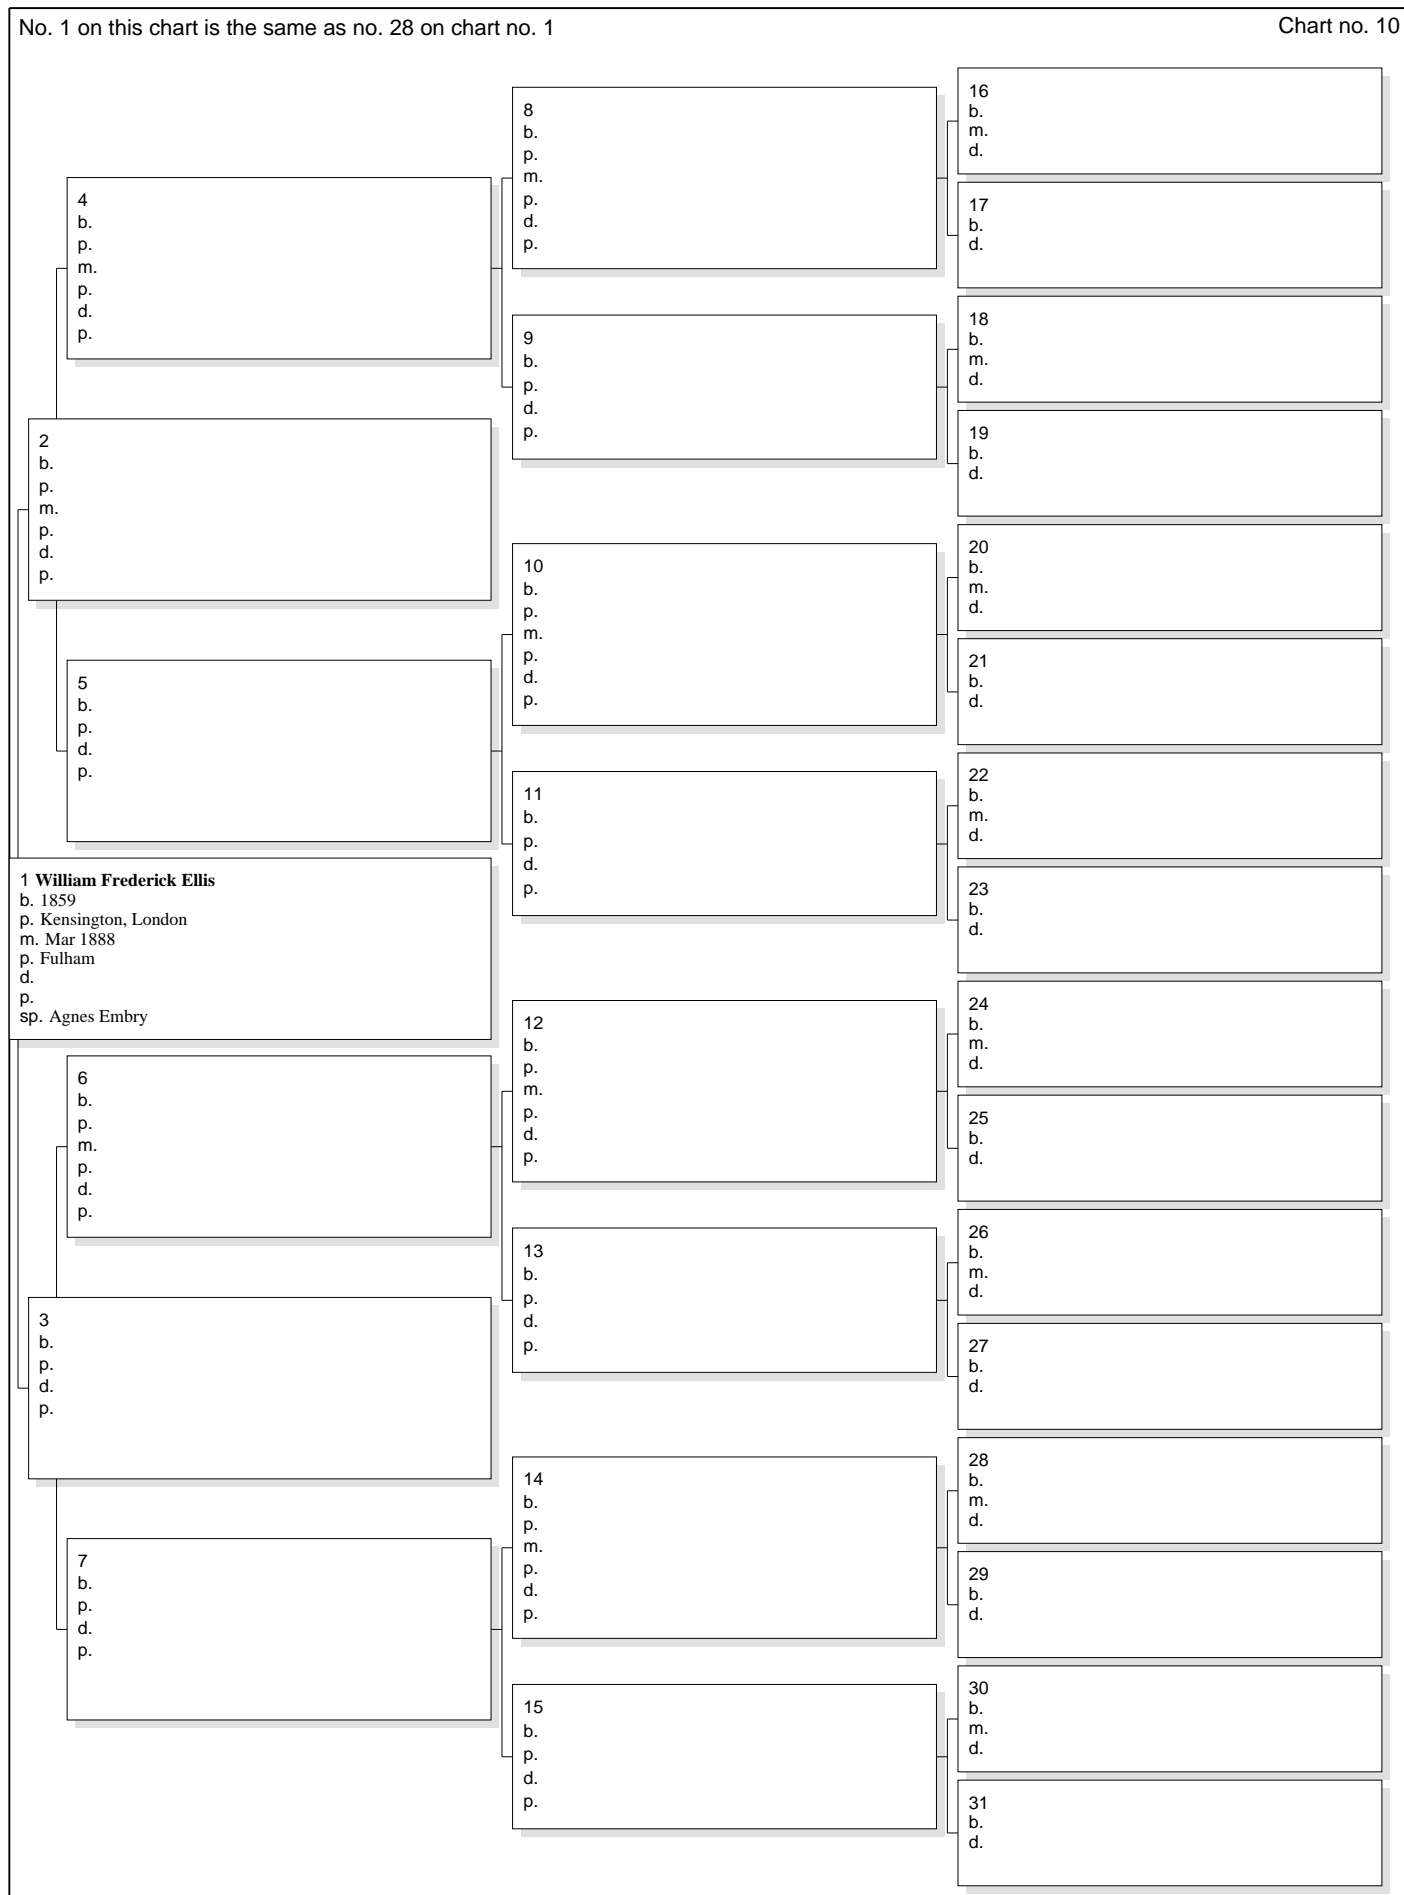 No. 1 on this chart is the same as no. 28 on chart no. 1
Chart no. 10
1 William Frederick Ellis
b. 1859
p. Kensington, London
m. Mar 1888
p. Fulham
d.
p.
sp. Agnes Embry
2
b.
p.
m.
p.
d.
p.
3
b.
p.
d.
p.
4
b.
p.
m.
p.
d.
p.
5
b.
p.
d.
p.
6
b.
p.
m.
p.
d.
p.
7
b.
p.
d.
p.
8
b.
p.
m.
p.
d.
p.
9
b.
p.
d.
p.
10
b.
p.
m.
p.
d.
p.
11
b.
p.
d.
p.
12
b.
p.
m.
p.
d.
p.
13
b.
p.
d.
p.
14
b.
p.
m.
p.
d.
p.
15
b.
p.
d.
p.
16
b.
m.
d.
17
b.
d.
18
b.
m.
d.
19
b.
d.
20
b.
m.
d.
21
b.
d.
22
b.
m.
d.
23
b.
d.
24
b.
m.
d.
25
b.
d.
26
b.
m.
d.
27
b.
d.
28
b.
m.
d.
29
b.
d.
30
b.
m.
d.
31
b.
d.